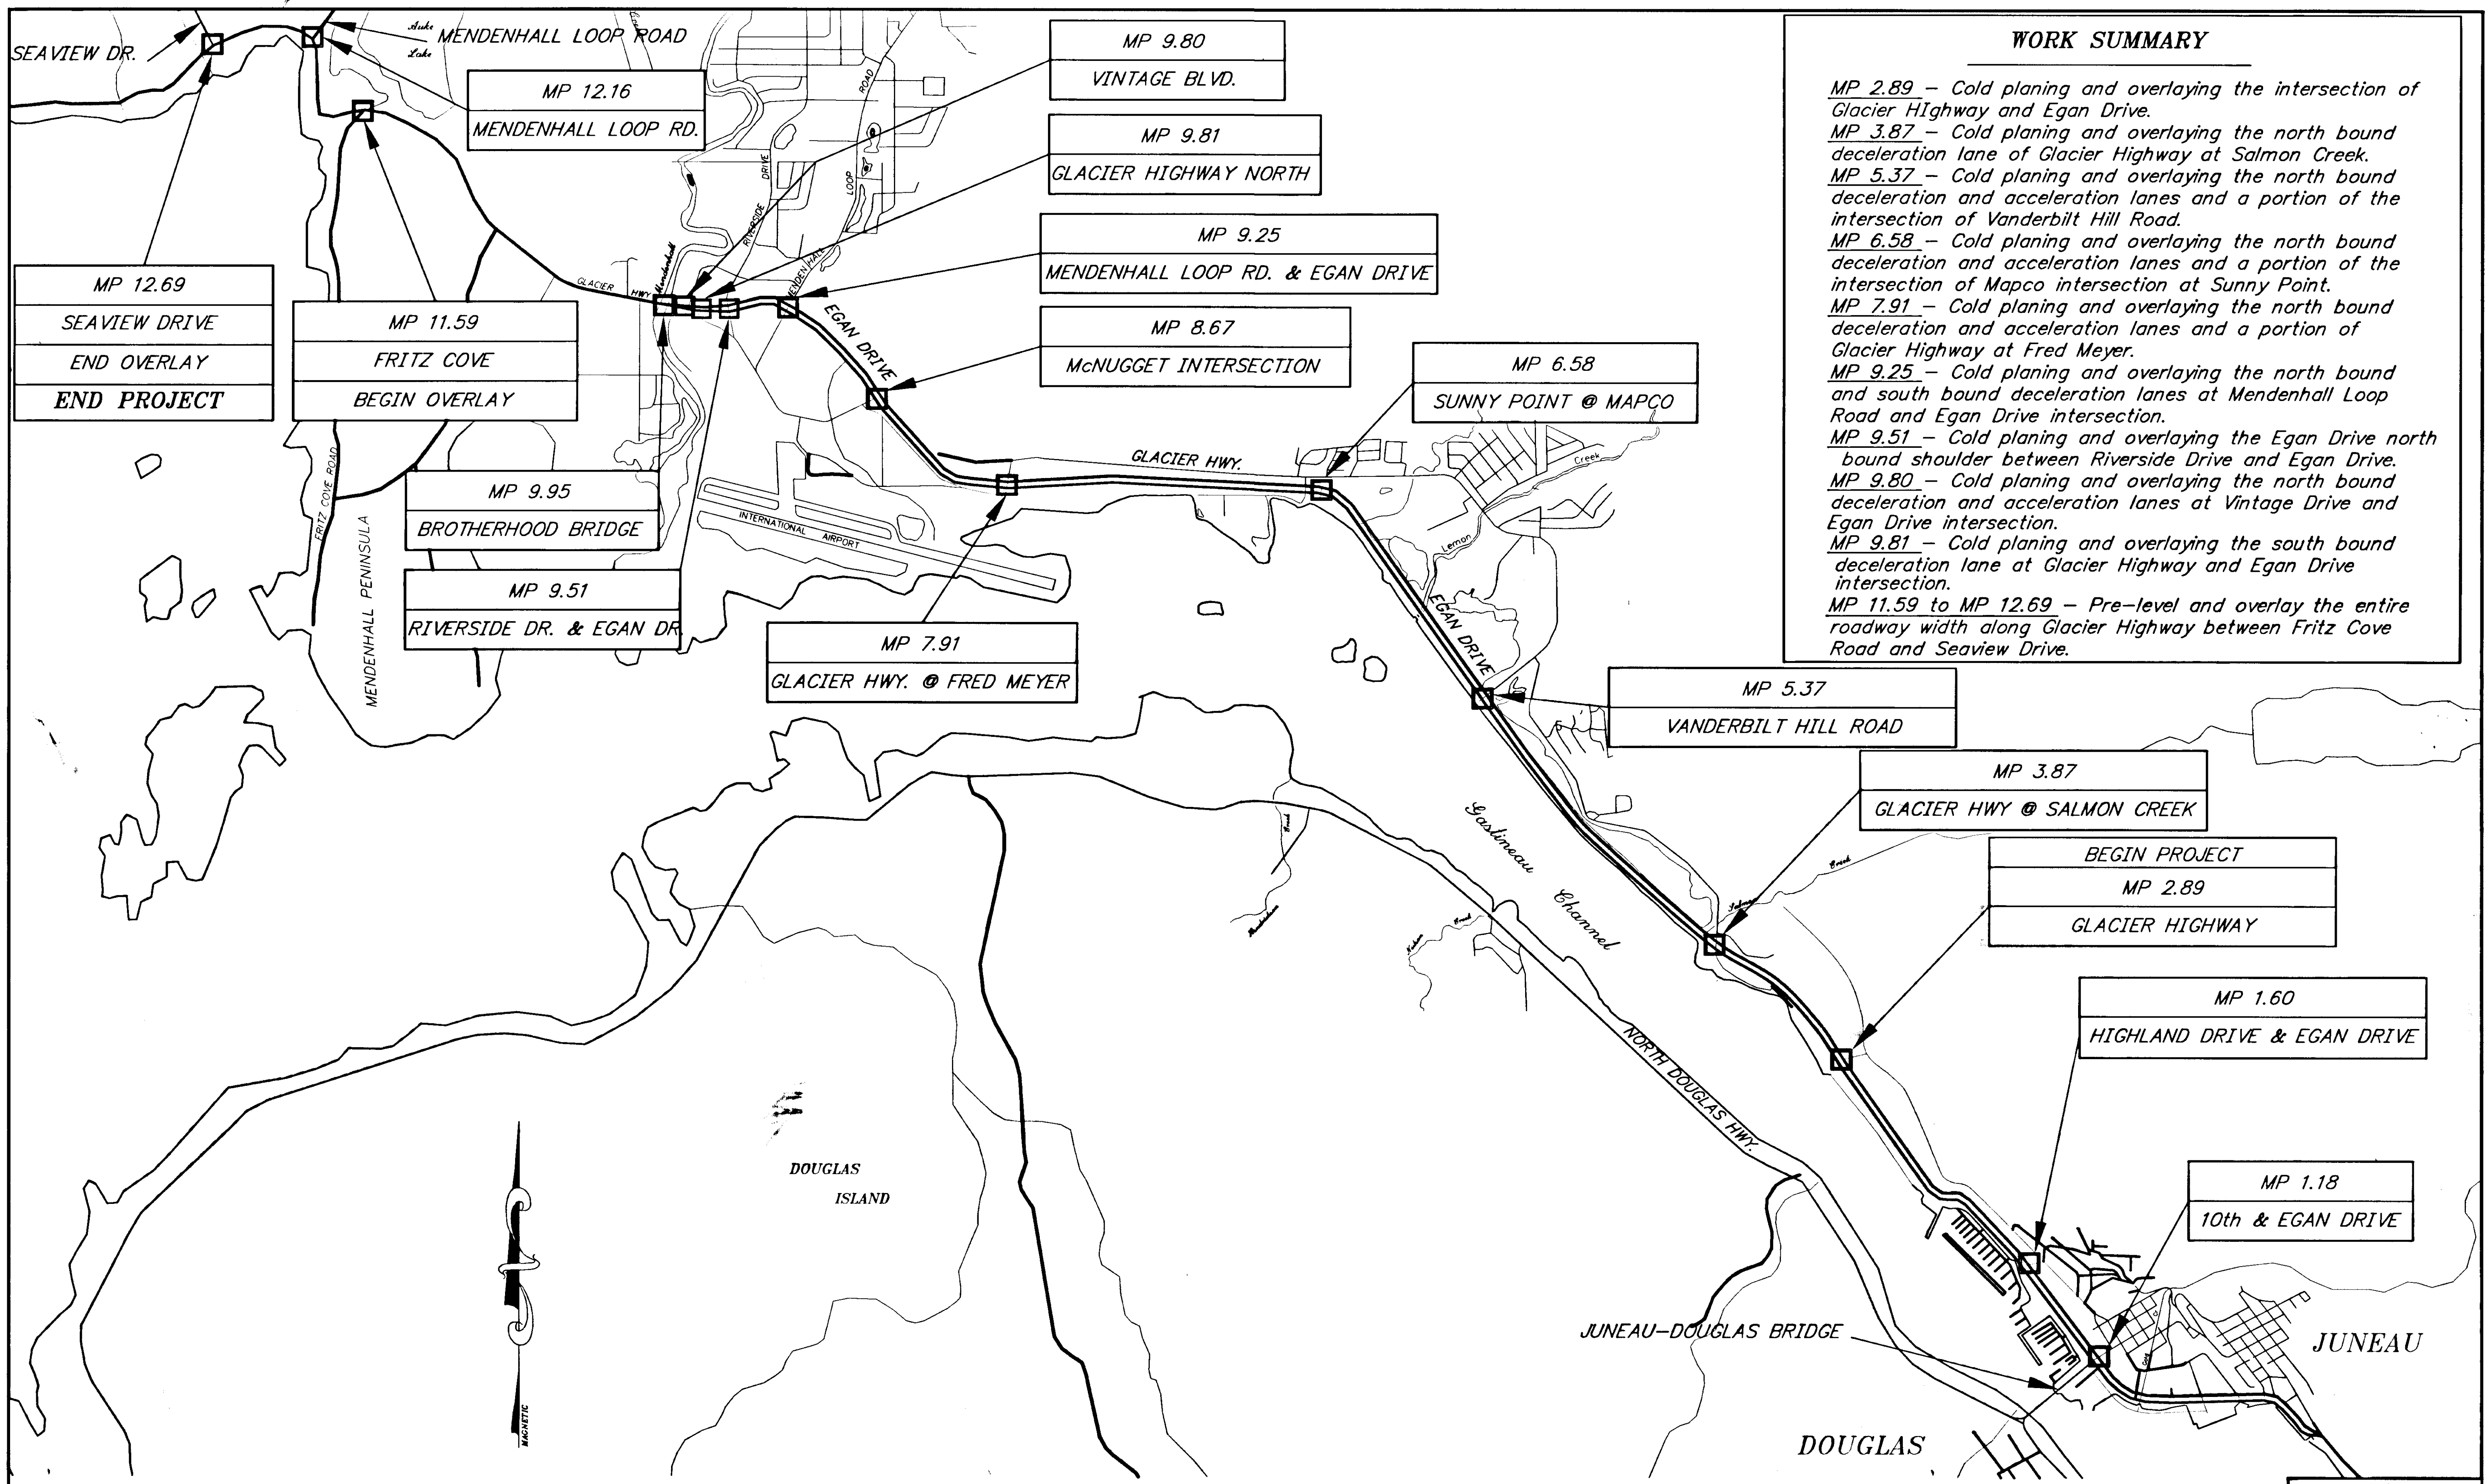 SEAVIEW DR.
Auke
Lake
MENDENHALL LOOP ROAD
MP 12.16
MENDENHALL LOOP RD.
MP 9.80
VINTAGE BLVD.
MP 9.81
GLACIER HIGHWAY NORTH
MP 9.25
MENDENHALL LOOP RD. & EGAN DRIVE
MP 8.67
McNUGGET INTERSECTION
MP 6.58
SUNNY POINT @ MAPCO
MP 12.69
SEAVIEW DRIVE
END OVERLAY
END PROJECT
MP 11.59
FRITZ COVE
BEGIN OVERLAY
MP 9.95
BROTHERHOOD BRIDGE
MP 9.51
RIVERSIDE DR. & EGAN DR.
MP 7.91
GLACIER HWY. @ FRED MEYER
MP 5.37
VANDERBILT HILL ROAD
MP 3.87
GLACIER HWY @ SALMON CREEK
BEGIN PROJECT
MP 2.89
GLACIER HIGHWAY
MP 1.60
HIGHLAND DRIVE & EGAN DRIVE
MP 1.18
10th & EGAN DRIVE
WORK SUMMARY
MP 2.89 – Cold planing and overlaying the intersection of
Glacier HIghway and Egan Drive.
MP 3.87 – Cold planing and overlaying the north bound
deceleration lane of Glacier Highway at Salmon Creek.
MP 5.37 – Cold planing and overlaying the north bound
deceleration and acceleration lanes and a portion of the
intersection of Vanderbilt Hill Road.
MP 6.58 – Cold planing and overlaying the north bound
deceleration and acceleration lanes and a portion of the
intersection of Mapco intersection at Sunny Point.
MP 7.91 – Cold planing and overlaying the north bound
deceleration and acceleration lanes and a portion of
Glacier Highway at Fred Meyer.
MP 9.25 – Cold planing and overlaying the north bound
and south bound deceleration lanes at Mendenhall Loop
Road and Egan Drive intersection.
MP 9.51 – Cold planing and overlaying the Egan Drive north
bound shoulder between Riverside Drive and Egan Drive.
MP 9.80 – Cold planing and overlaying the north bound
deceleration and acceleration lanes at Vintage Drive and
Egan Drive intersection.
MP 9.81 – Cold planing and overlaying the south bound
deceleration lane at Glacier Highway and Egan Drive
intersection.
MP 11.59 to MP 12.69 – Pre-level and overlay the entire
roadway width along Glacier Highway between Fritz Cove
Road and Seaview Drive.
ROAD
LOOP
MENDENHALL
RIVERSIDE
DRIVE
Mendenhall
GLACIER HWY
EGAN DRIVE
GLACIER HWY.
Creek
Lemon
EGAN DRIVE
INTERNATIONAL AIRPORT
FRITZ COVE ROAD
MENDENHALL PENINSULA
Gastineau
Channel
Creek
Salmon
Creek
Creek
NORTH DOUGLAS HWY.
DOUGLAS
ISLAND
MAGNETIC
JUNEAU-DOUGLAS BRIDGE
JUNEAU
DOUGLAS